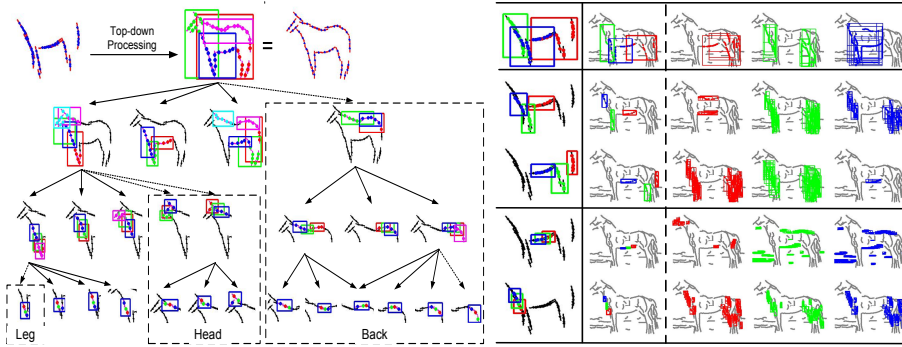 Top-down
Processing
=
Leg
Head
Back